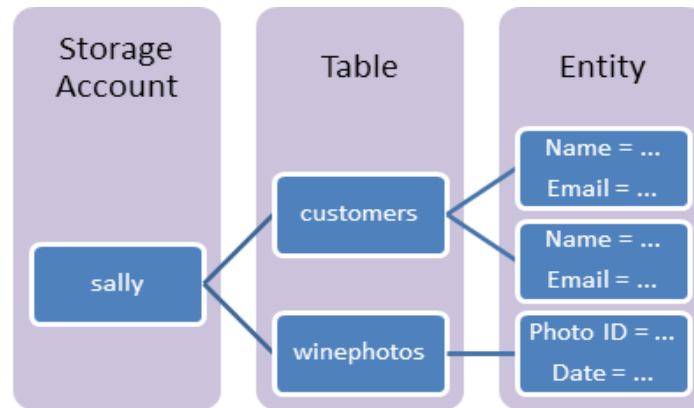 Storage
Account
Table
Entity
sally
customers
winephotos
Name = ...
Email = ...
Name = ...
Email = ...
Photo ID = ...
Date = ...